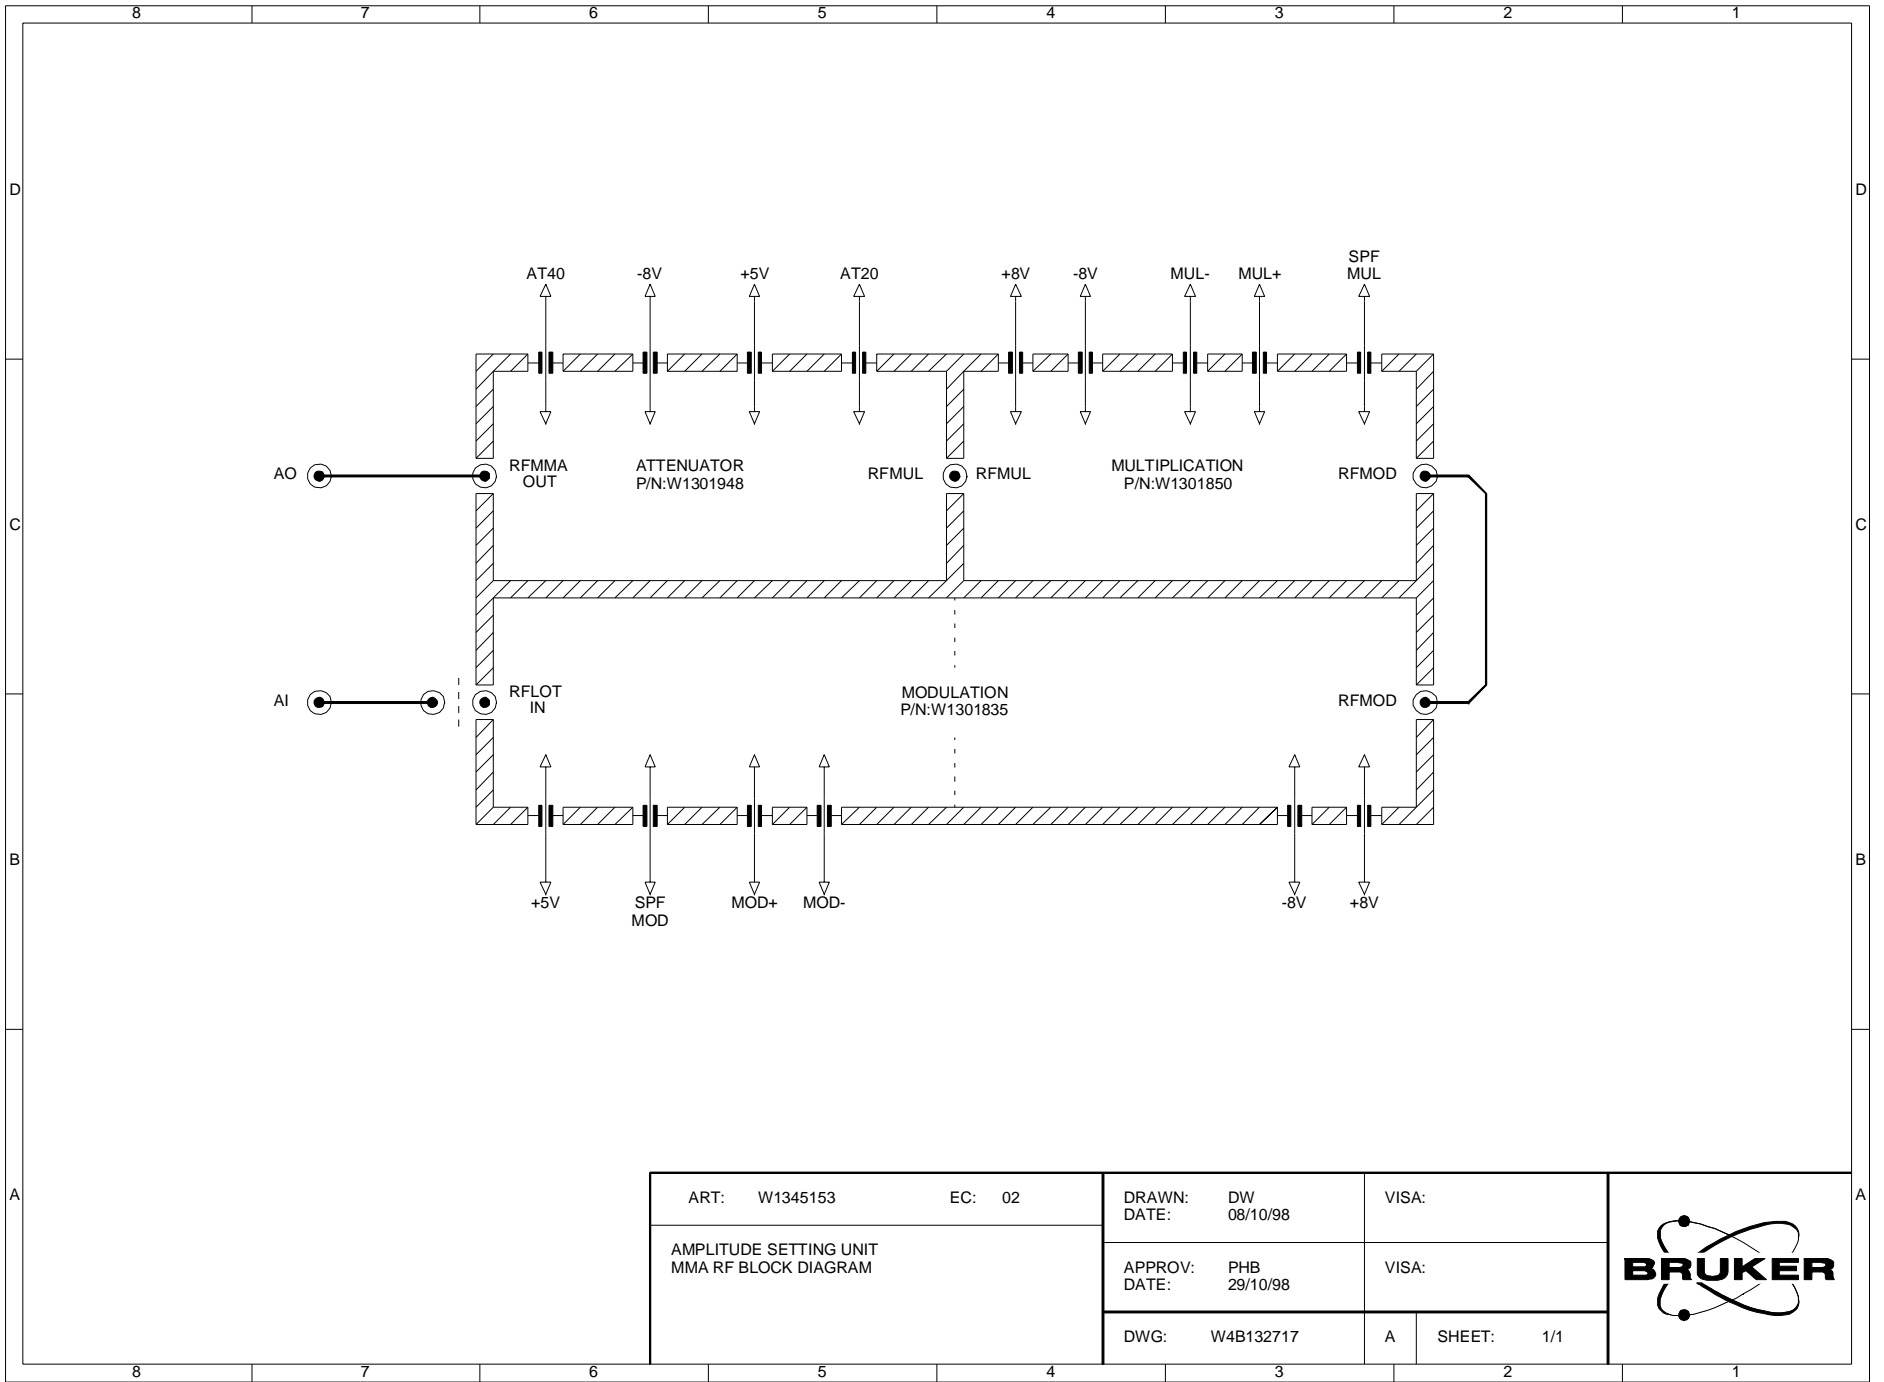 8 7 6 5 4 3 2 1
D D
SPF
AT40 -8V +5V AT20 +8V -8V MUL- MUL+ MUL
AO
RFMMA
OUT
ATTENUATOR
P/N:W1301948
RFMUL RFMUL
MULTIPLICATION
P/N:W1301850
RFMOD
C C
AI
RFLOT
IN
MODULATION
P/N:W1301835
RFMOD
B B
+5V
SPF
MOD
MOD+ MOD- -8V +8V
A A
ART: W1345153 EC: 02
AMPLITUDE SETTING UNIT
MMA RF BLOCK DIAGRAM
DRAWN: DW
DATE: 08/10/98
VISA:
APPROV: PHB
DATE: 29/10/98
VISA:
DWG: W4B132717 A SHEET: 1/1
BRUKER
8 7 6 5 4 3 2 1